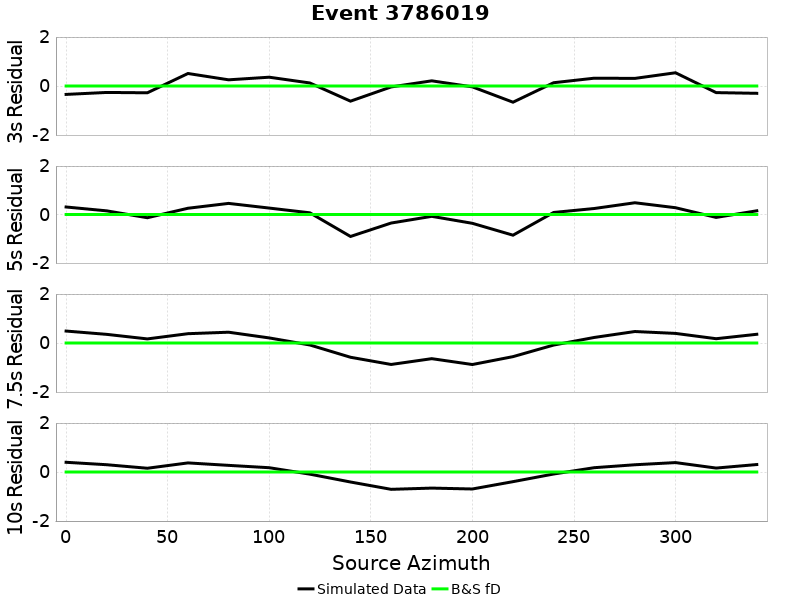 Event 3786019
3s Residual
2
0
-2
5s Residual
2
0
-2
7.5s Residual
2
0
-2
10s Residual
2
0
-2
0 50 100 150 200 250 300
Source Azimuth
Simulated Data B&S fD